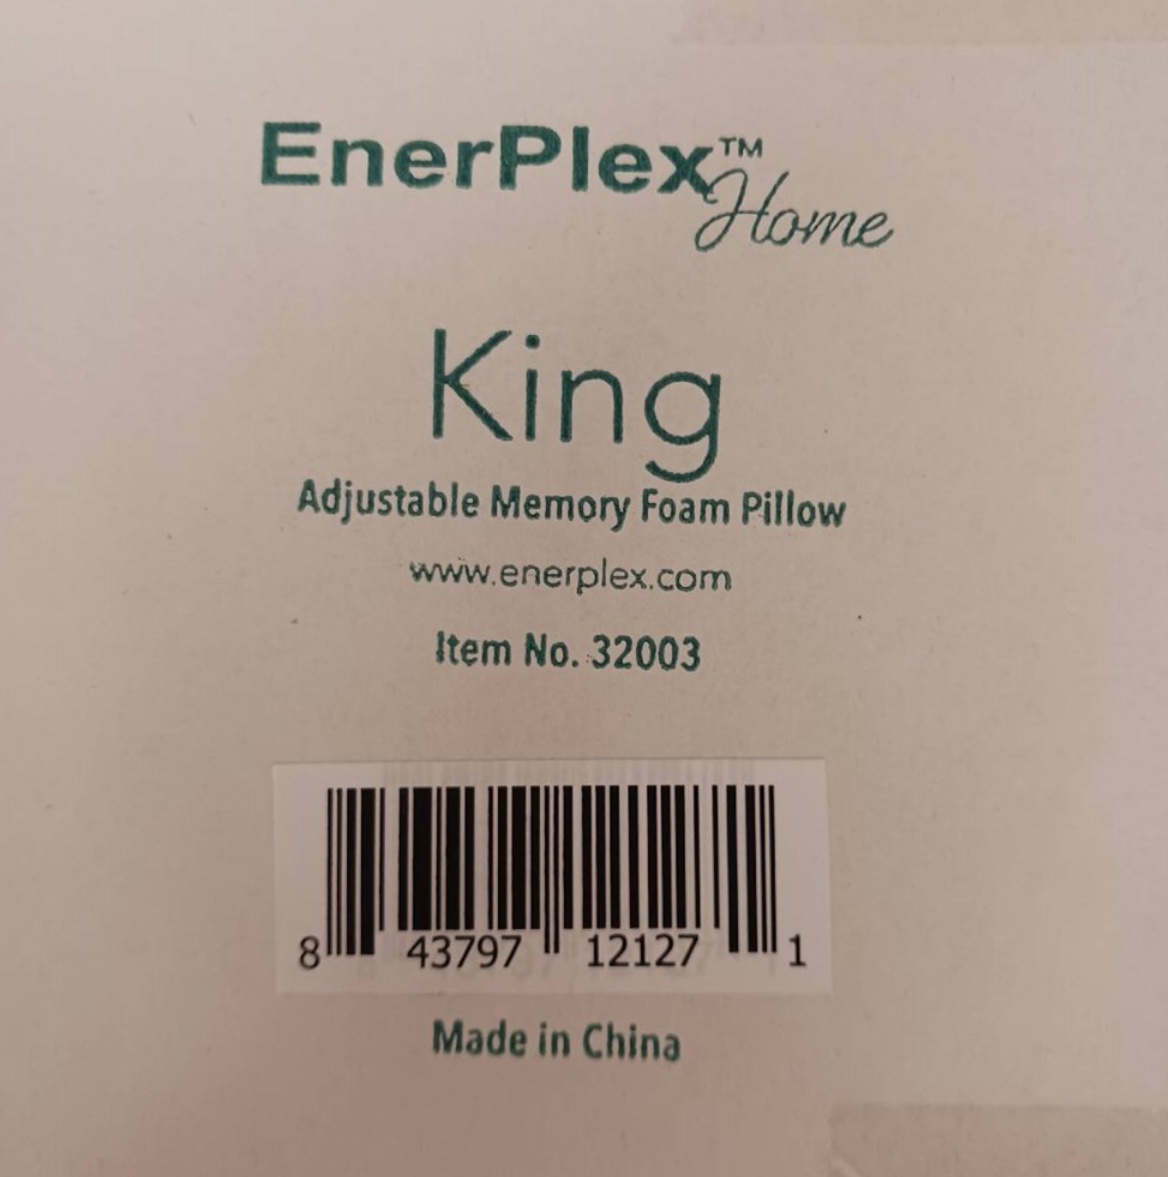 EnerPlex™
Home
King
Adjustable Memory Foam Pillow
www.enerplex.com
Item No. 32003
8 43797 12127 1
Made in China